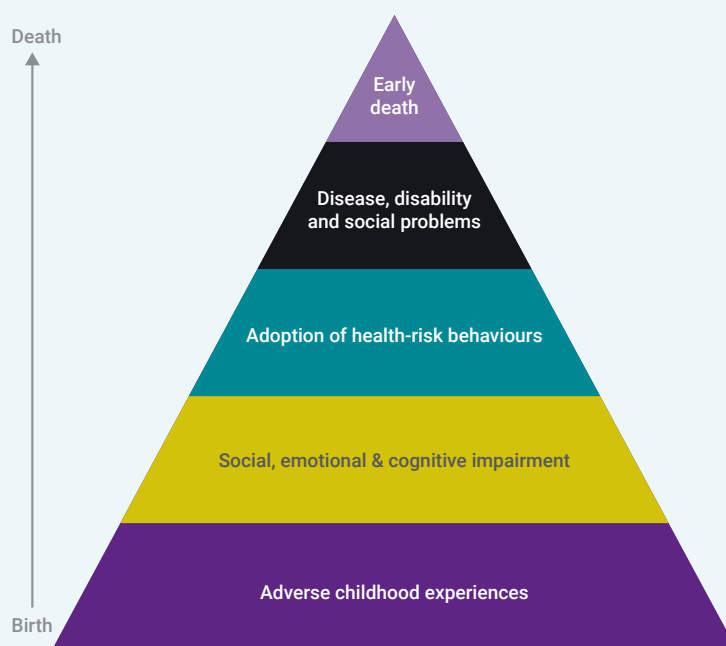 Death
Early
death
Disease, disability
and social problems
Adoption of health-risk behaviours
Social, emotional & cognitive impairment
Adverse childhood experiences
Birth